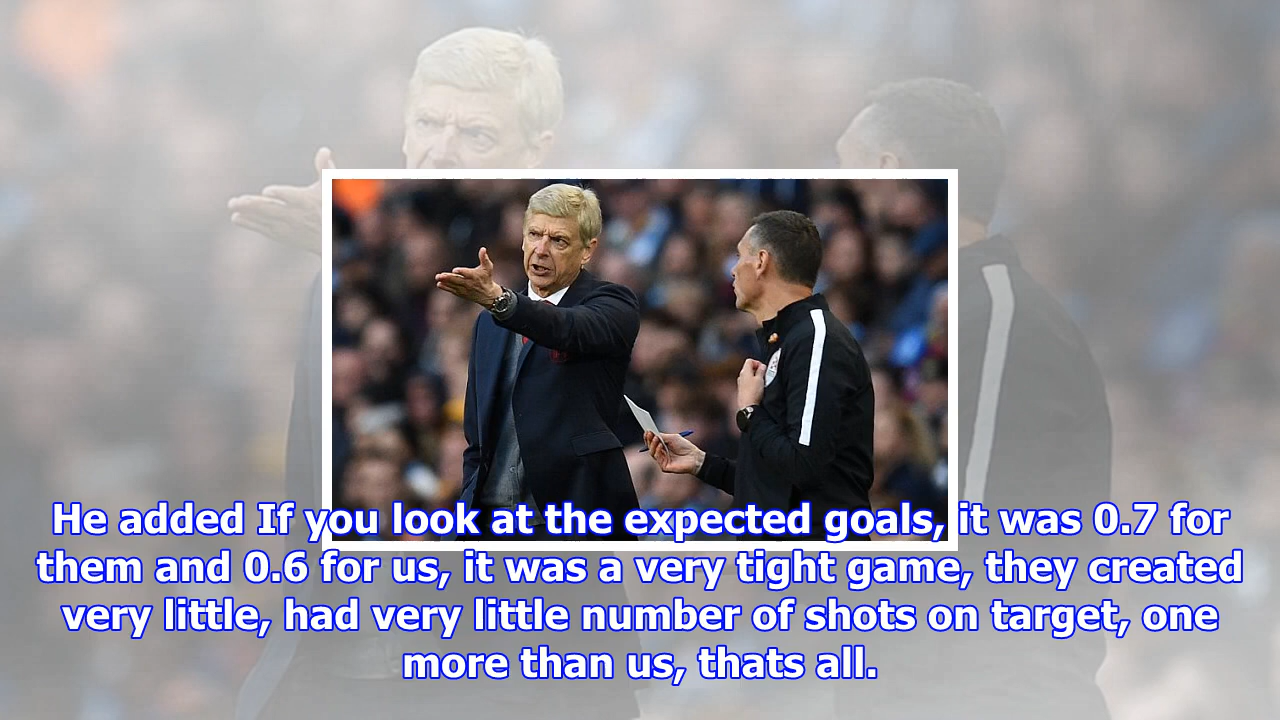 He added If you look at the expected goals, it was 0.7 for
them and 0.6 for us, it was a very tight game, they created
very little, had very little number of shots on target, one
more than us, thats all.